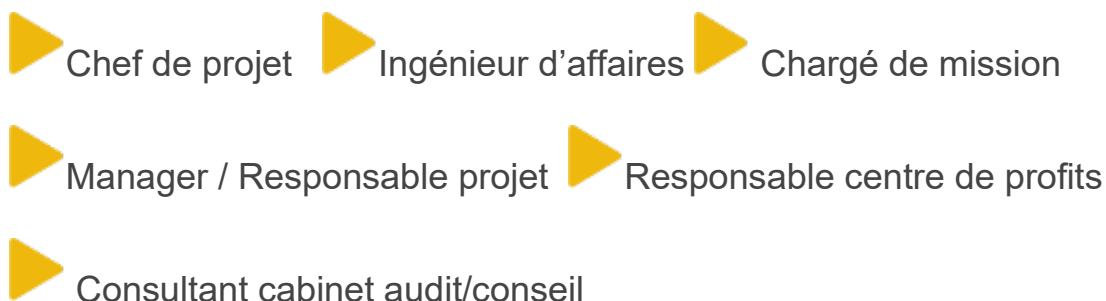 Chef de projet Ingénieur d’affaires Chargé de mission
Manager / Responsable projet Responsable centre de profits
Consultant cabinet audit/conseil